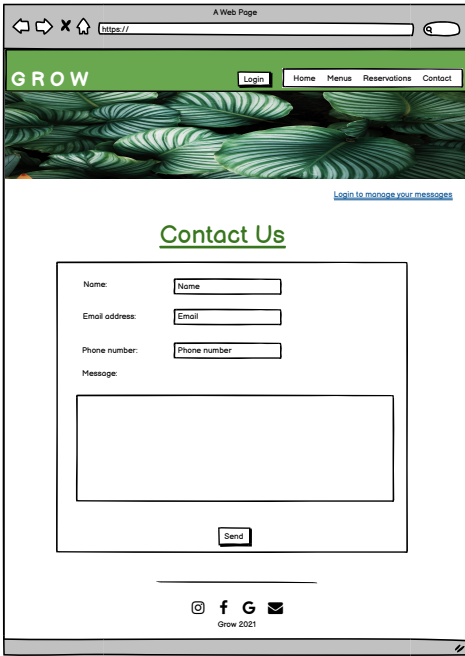 A Web Page
https://
GROW
Login
Home Menus Reservations Contact
Login to manage your messages
Contact Us
Name: Name
Email address: Email
Phone number: Phone number
Message:
Send
Grow 2021